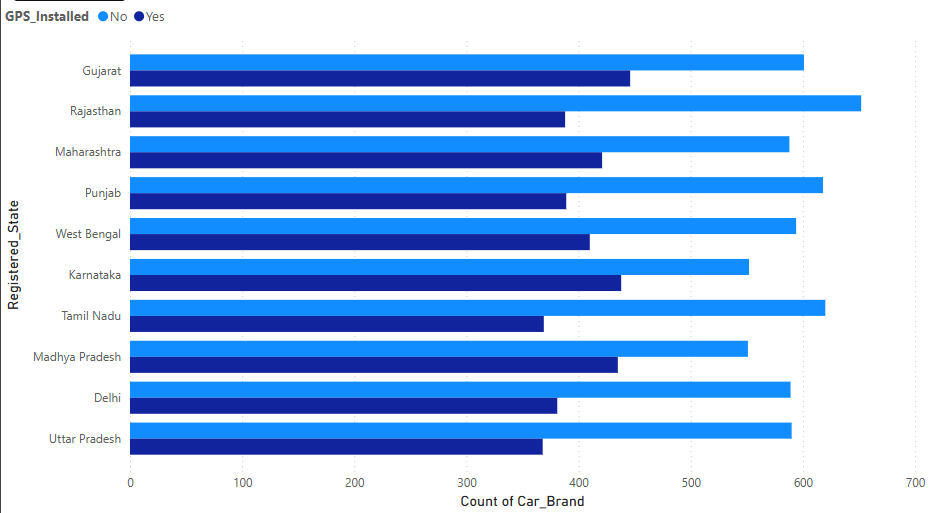 GPS_Installed No Yes
Registered_State
Gujarat
Rajasthan
Maharashtra
Punjab
West Bengal
Karnataka
Tamil Nadu
Madhya Pradesh
Delhi
Uttar Pradesh
0 100 200 300 400 500 600 700
Count of Car_Brand